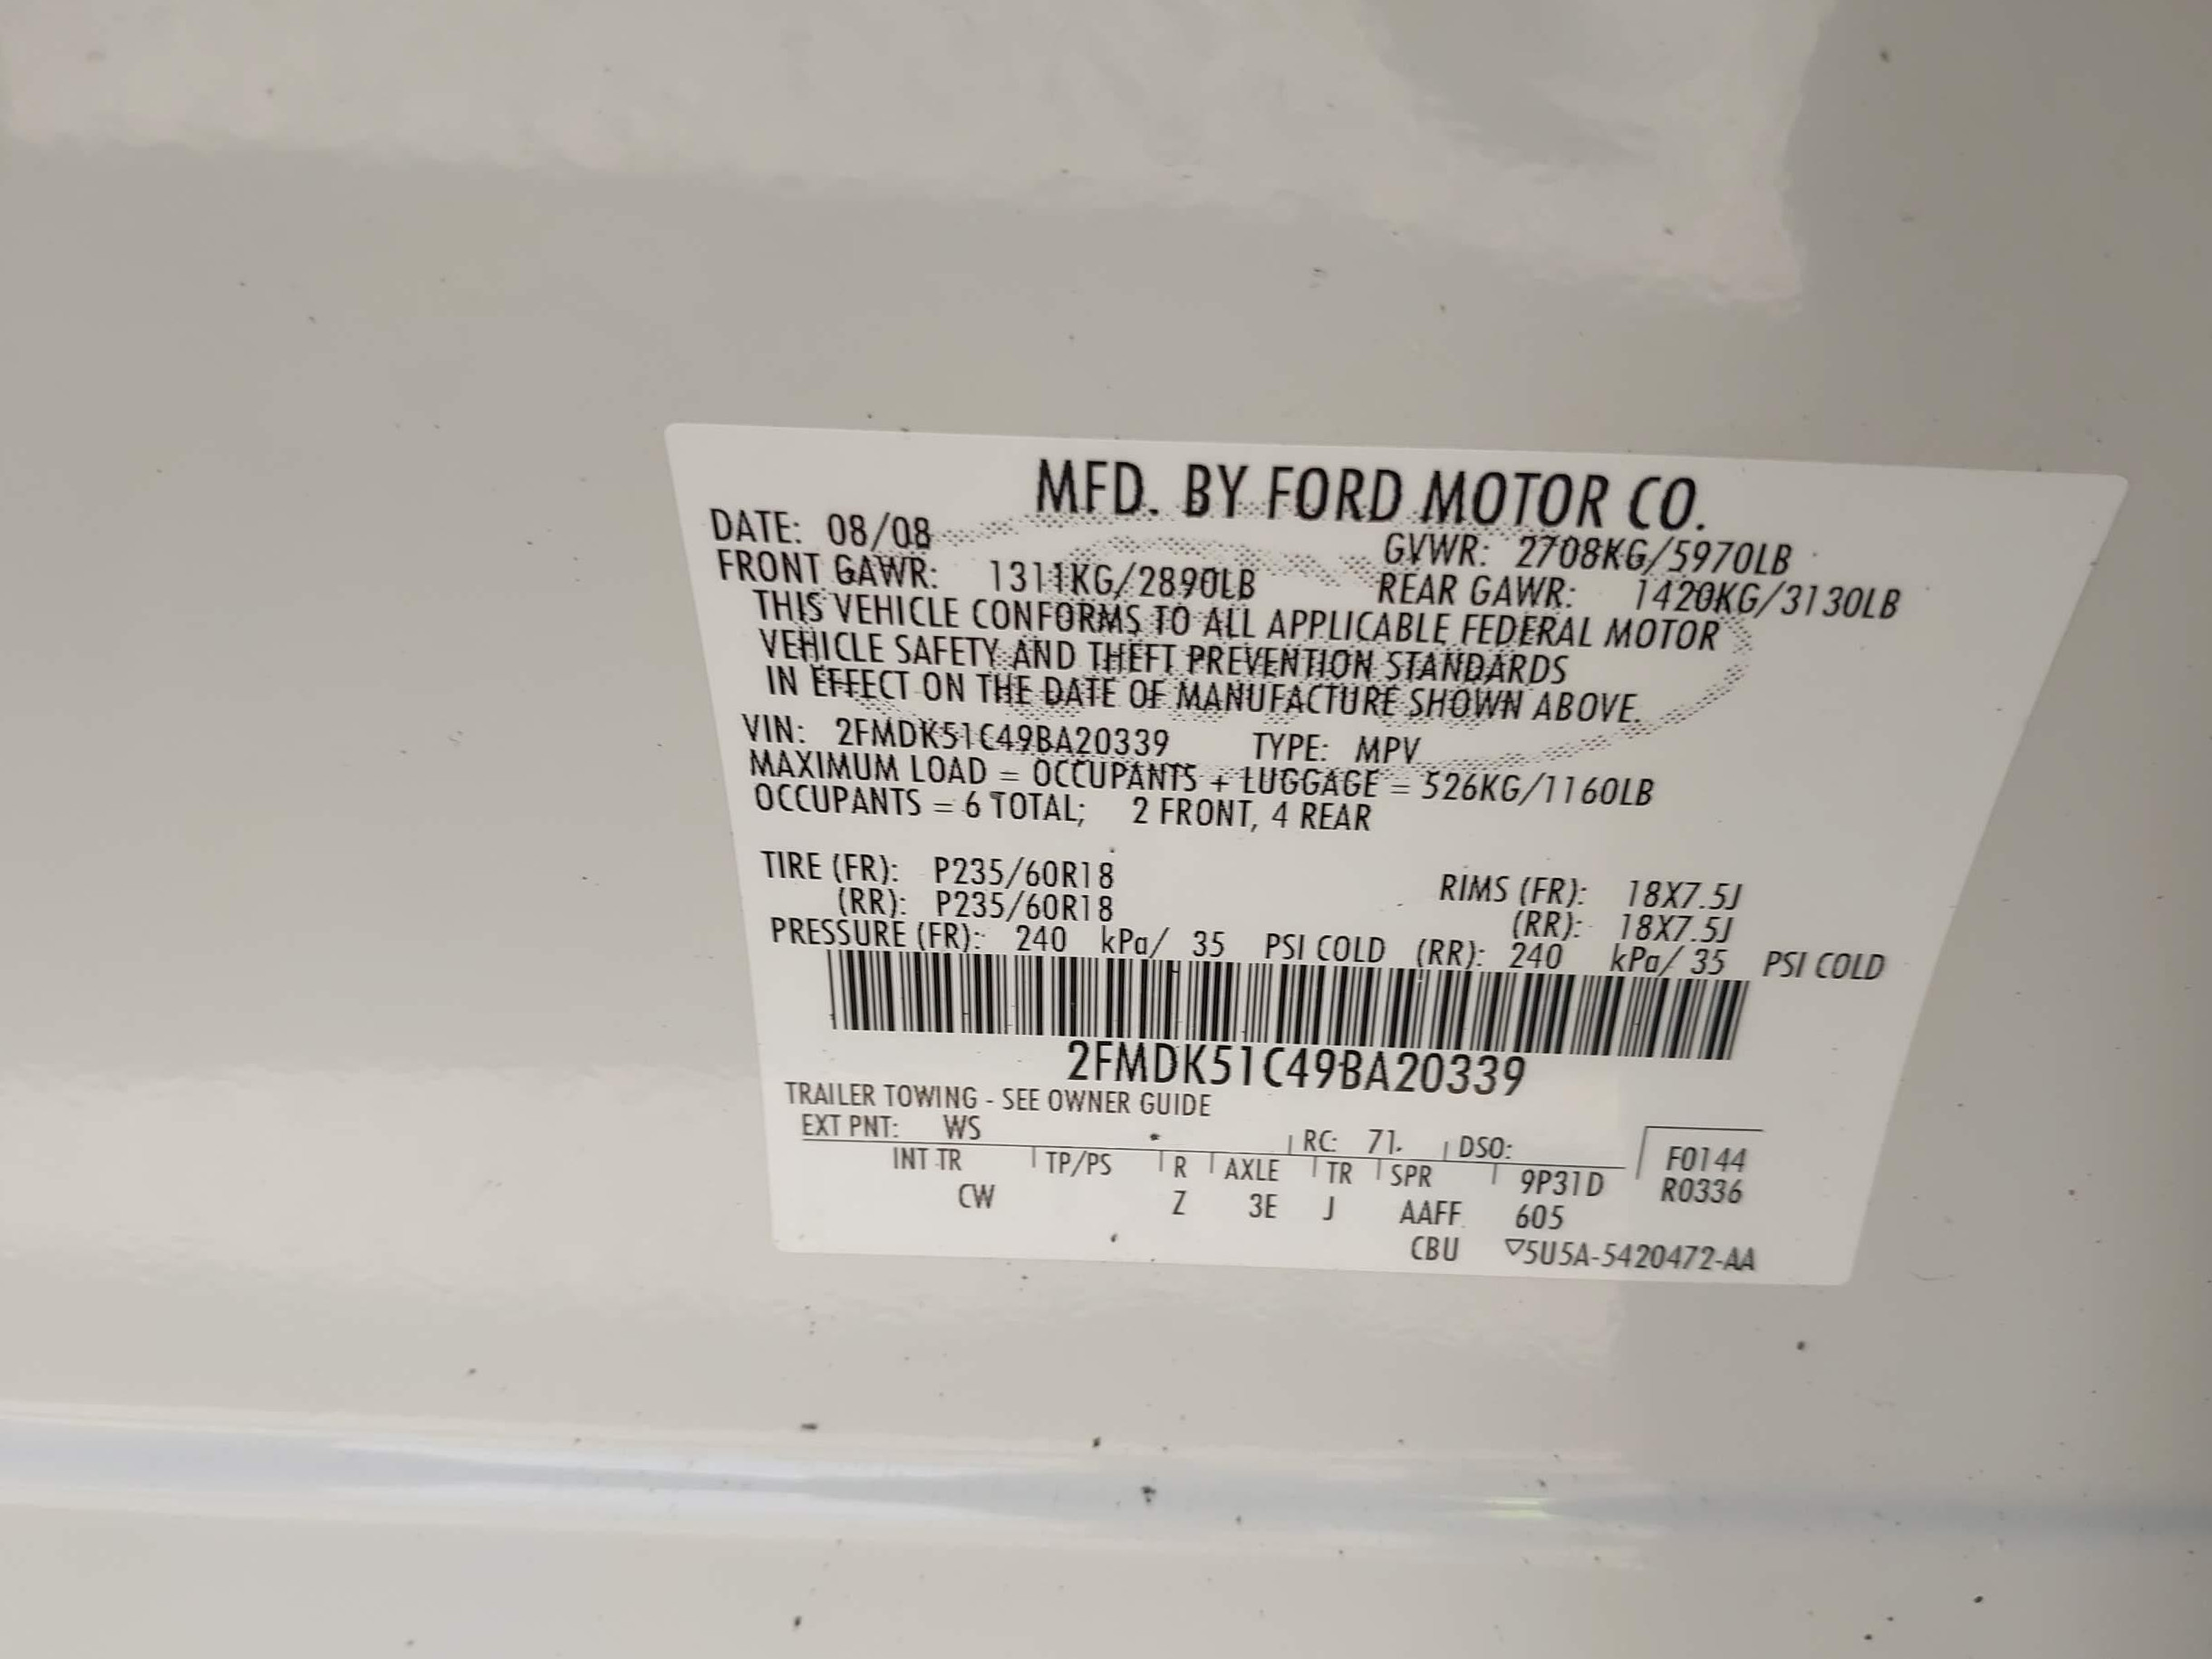 MFD. BY FORD MOTOR CO.
DATE: 08/08 GVWR: 2708KG/5970LB
FRONT GAWR: 1311KG/2890LB REAR GAWR: 1420KG/3130LB
THIS VEHICLE CONFORMS TO ALL APPLICABLE FEDERAL MOTOR
VEHICLE SAFETY AND THEFT PREVENTION STANDARDS
IN EFFECT ON THE DATE OF MANUFACTURE SHOWN ABOVE.
VIN: 2FMDK51C49BA20339 TYPE: MPV
MAXIMUM LOAD = OCCUPANTS + LUGGAGE = 526KG/1160LB
OCCUPANTS = 6 TOTAL; 2 FRONT, 4 REAR
TIRE (FR): P235/60R18 RIMS (FR): 18X7.5J
(RR): P235/60R18 (RR): 18X7.5J
PRESSURE (FR): 240 kPa/ 35 PSI COLD (RR): 240 kPa/ 35 PSI COLD
2FMDK51C49BA20339
TRAILER TOWING - SEE OWNER GUIDE
EXT PNT: WS RC: 71 DSO: F0144
INT TR TP/PS R AXLE TR SPR 9P31D R0336
CW Z 3E J AAFF 605
CBU ▽5U5A-5420472-AA